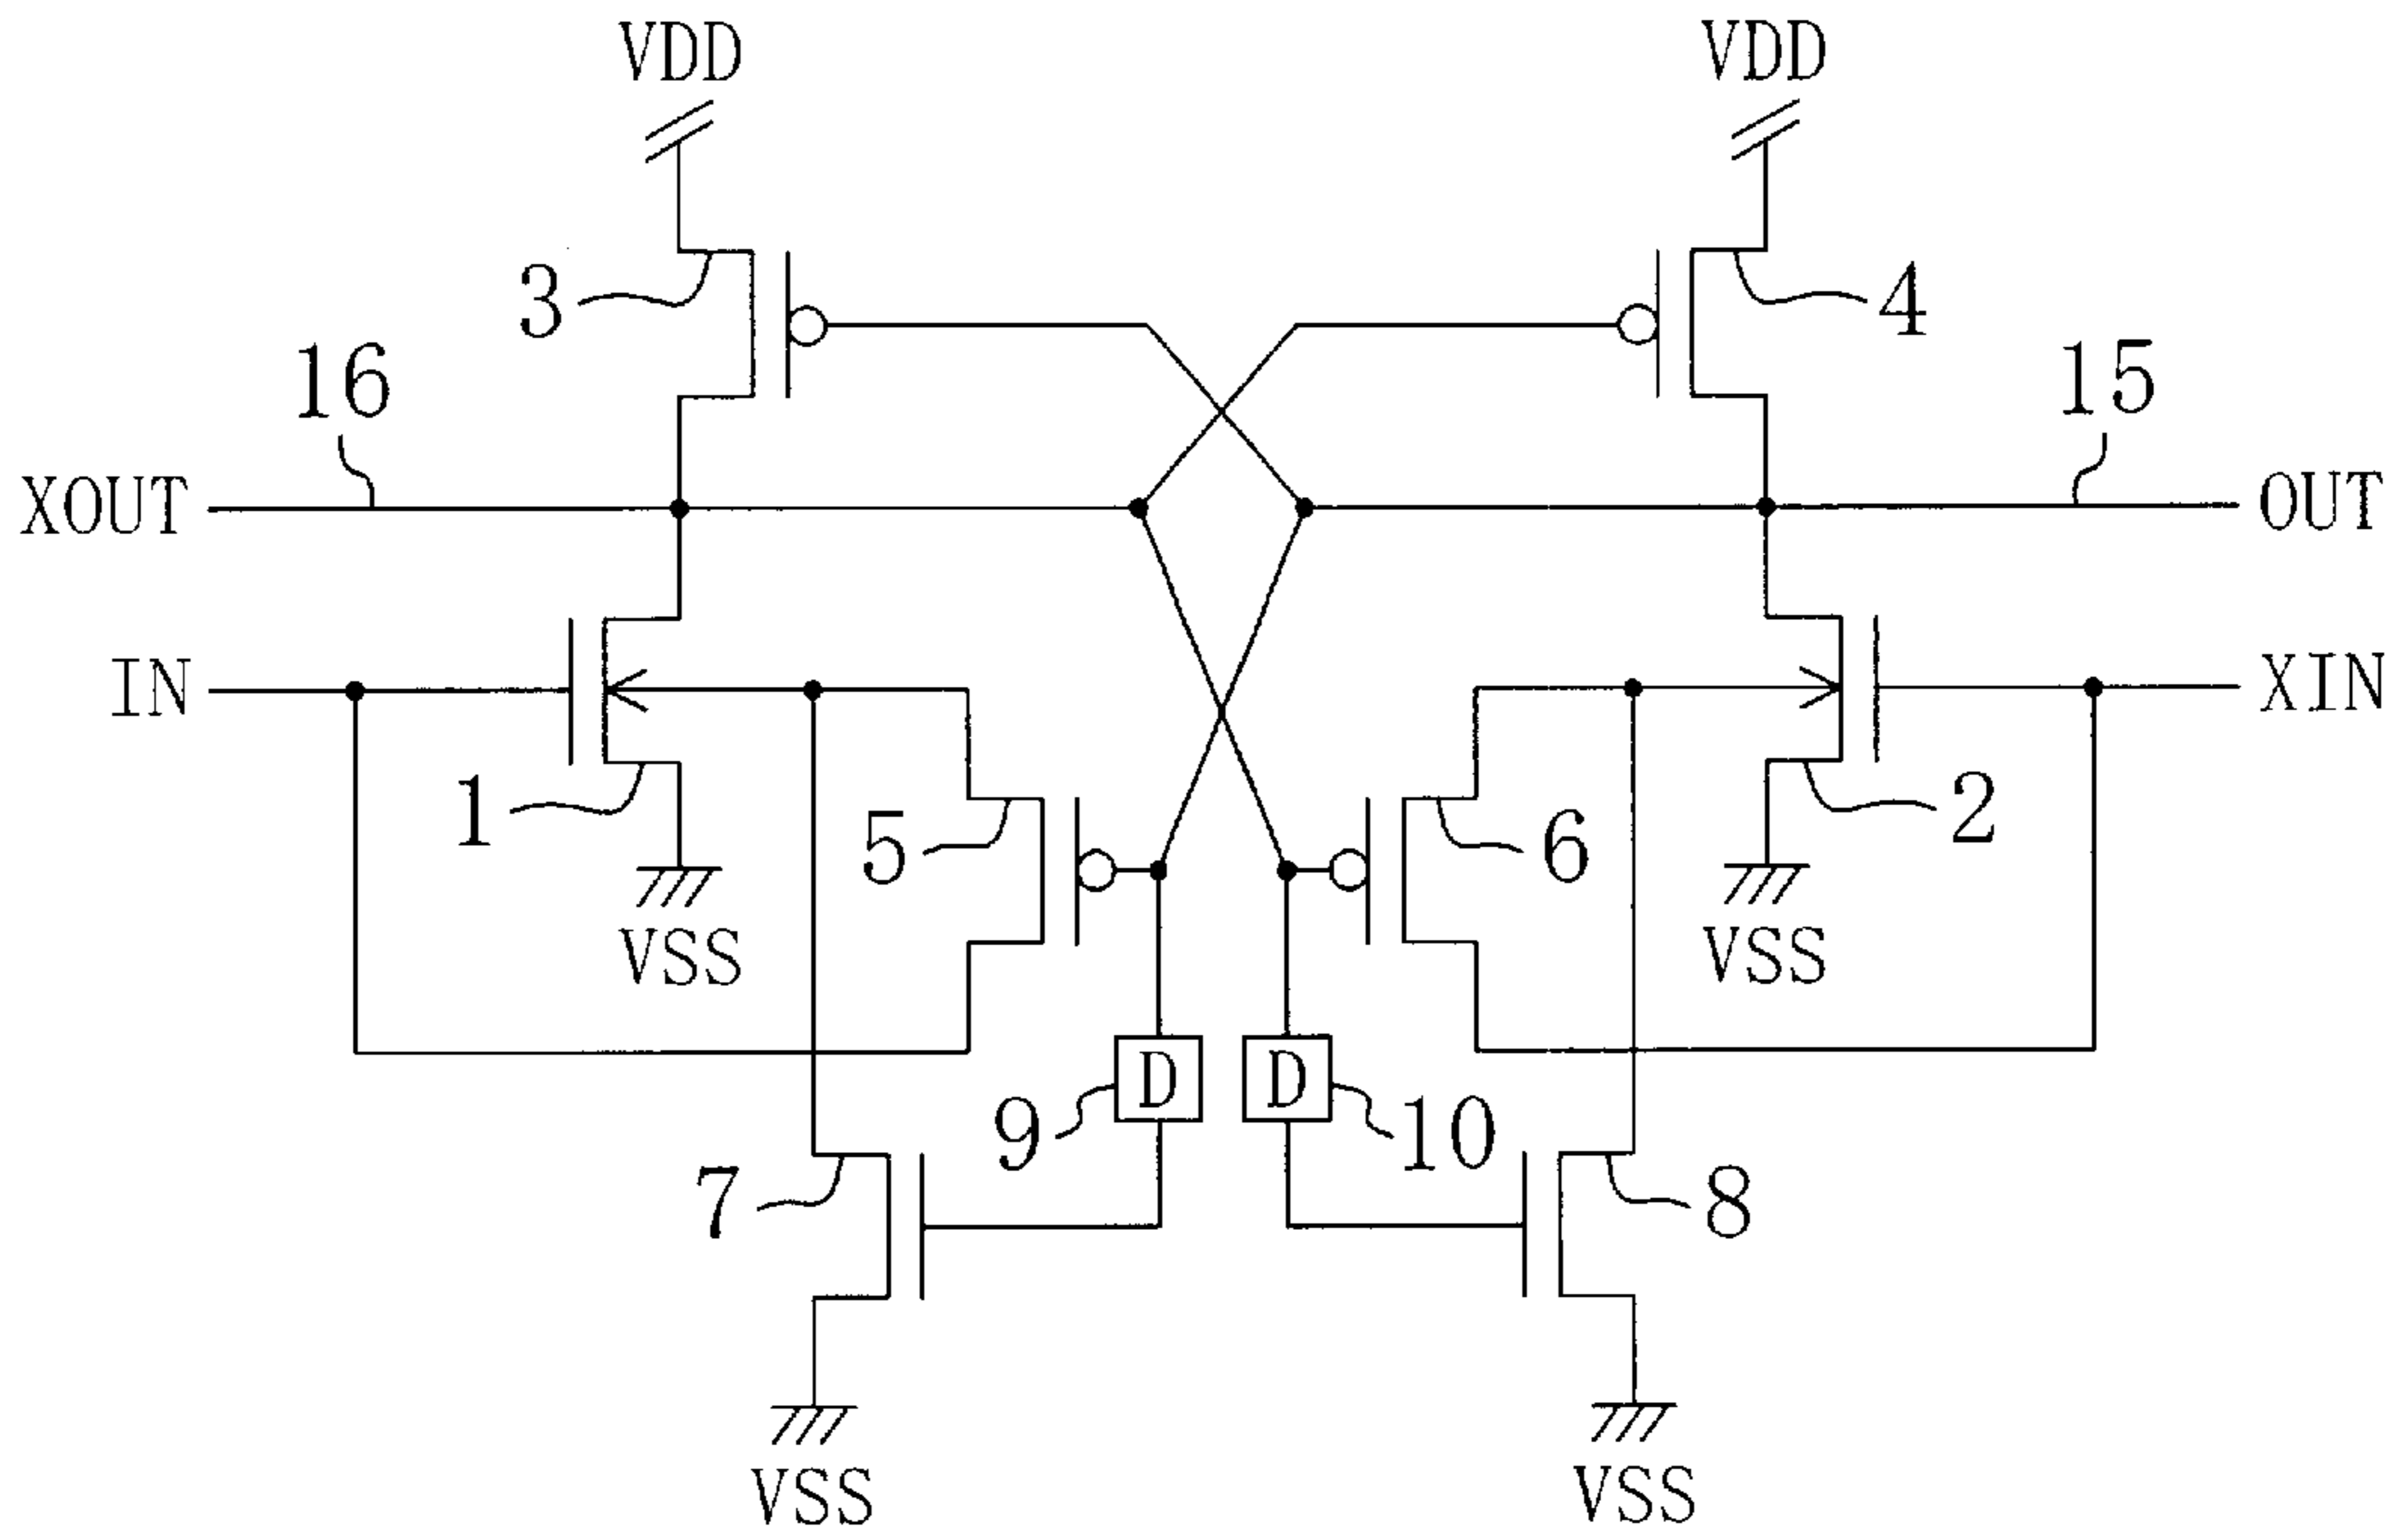 VDD VDD
3 4
16 15
XOUT OUT
IN XIN
1 5 6 2
VSS VSS
9 D D 10
7 8
VSS VSS